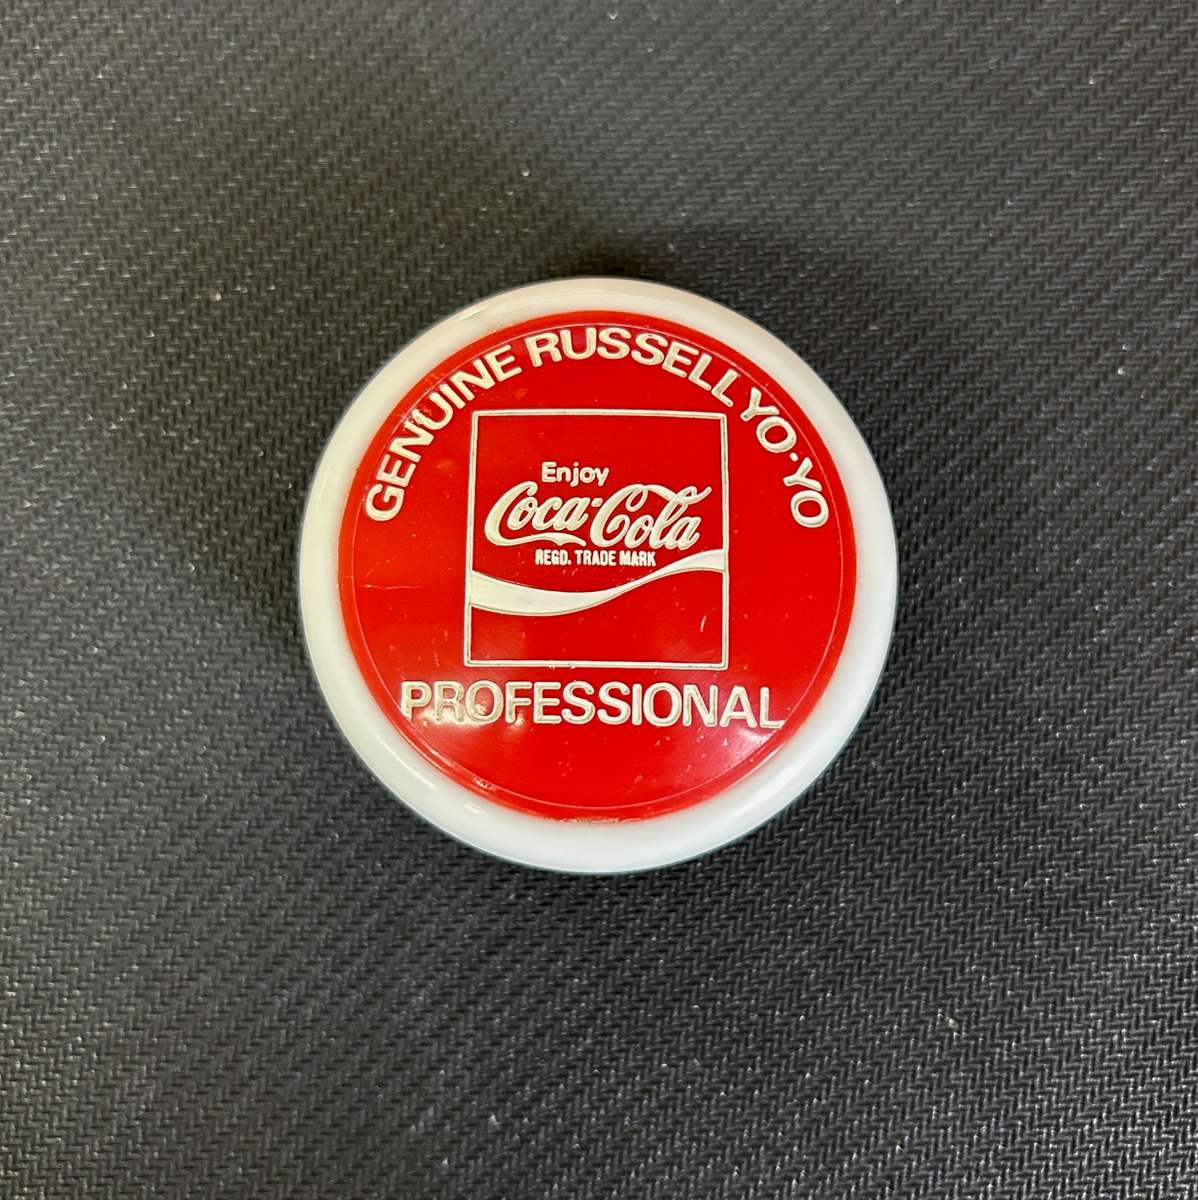 GENUINE RUSSELL YO-YO
Enjoy
Coca-Cola
REGD. TRADE MARK
PROFESSIONAL